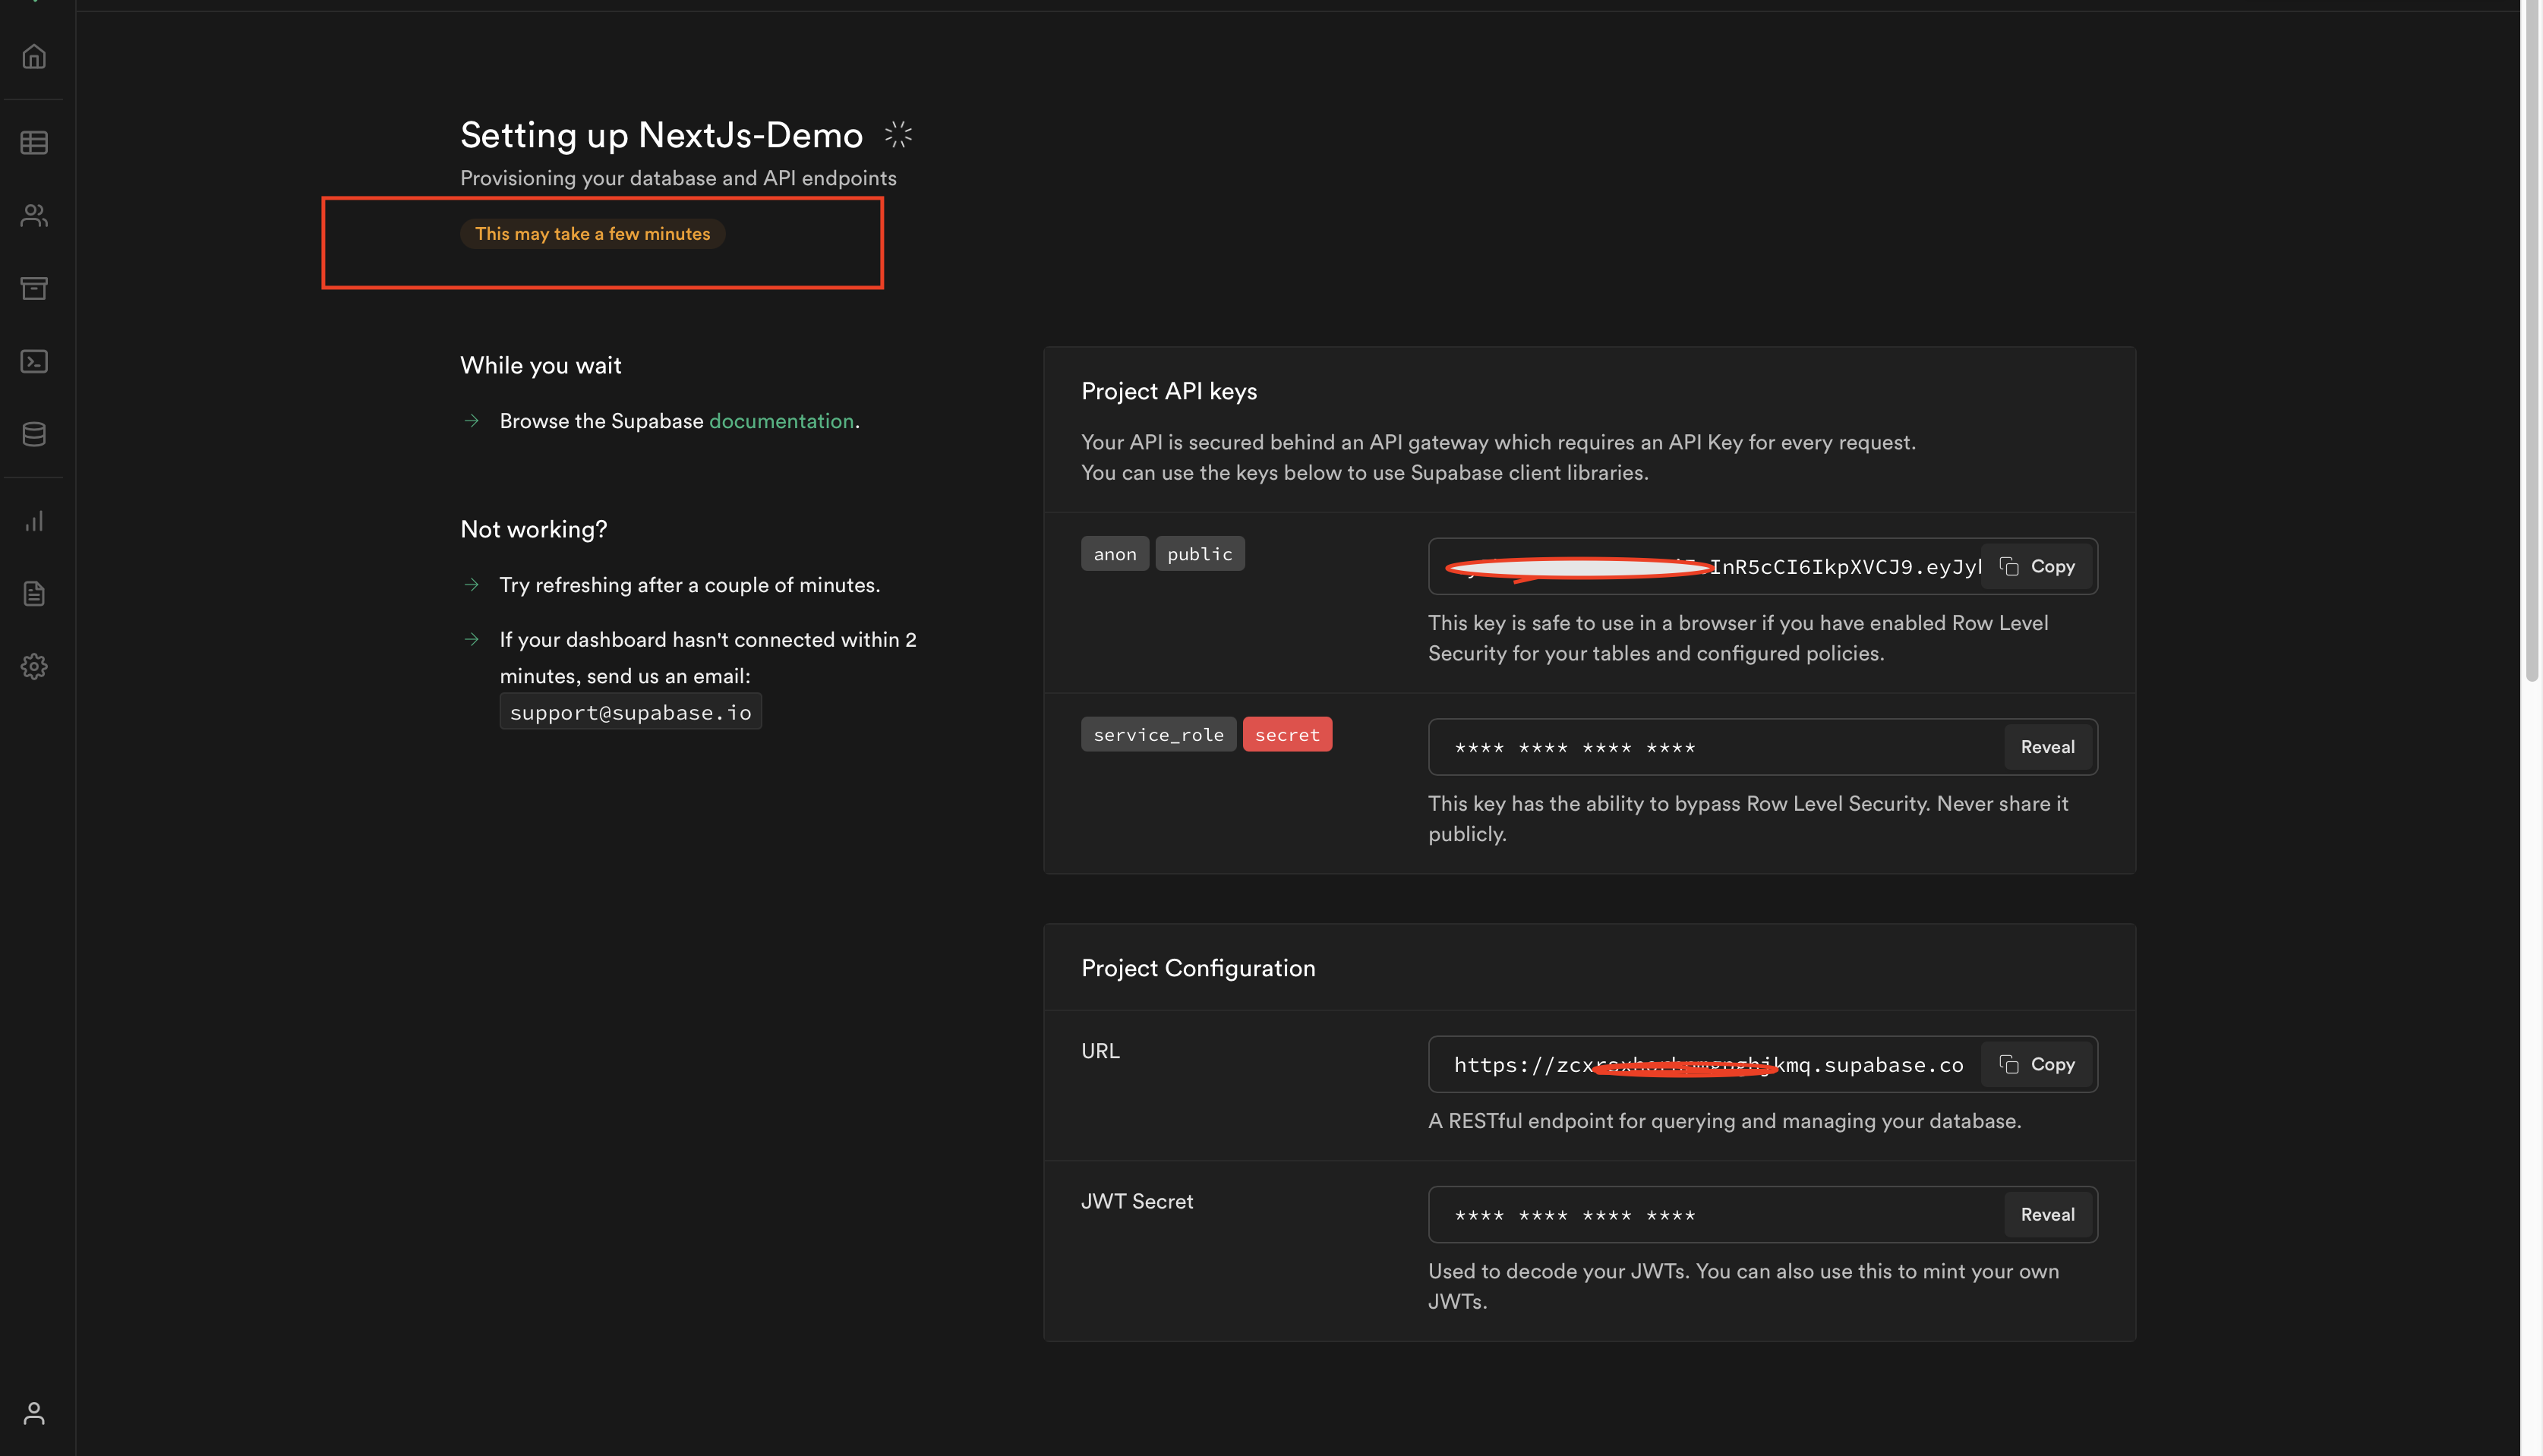 Setting up NextJs-Demo
Provisioning your database and API endpoints
This may take a few minutes
While you wait
Browse the Supabase documentation.
Not working?
Try refreshing after a couple of minutes.
If your dashboard hasn't connected within 2
minutes, send us an email:
support@supabase.io
Project API keys
Your API is secured behind an API gateway which requires an API Key for every request.
You can use the keys below to use Supabase client libraries.
anon public
InR5cCI6IkpXVCJ9.eyJy Copy
This key is safe to use in a browser if you have enabled Row Level
Security for your tables and configured policies.
service_role secret
**** **** **** **** Reveal
This key has the ability to bypass Row Level Security. Never share it
publicly.
Project Configuration
URL
https://zcx kmq.supabase.co Copy
A RESTful endpoint for querying and managing your database.
JWT Secret
**** **** **** **** Reveal
Used to decode your JWTs. You can also use this to mint your own
JWTs.